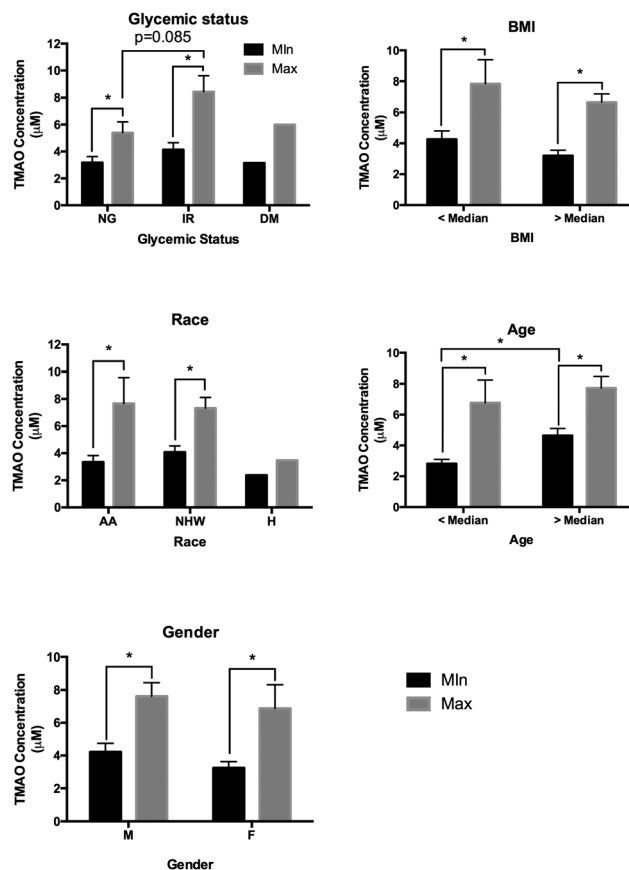 Glycemic status
p=0.085
12
10
8
6
4
2
0
TMAO Concentration
(µM)
*
*
NG
IR
DM
Glycemic Status
MIn
Max
BMI
10
8
6
4
2
0
TMAO Concentration
(µM)
*
*
< Median
> Median
BMI
Race
12
10
8
6
4
2
0
TMAO Concentration
(µM)
*
*
AA
NHW
H
Race
Age
10
8
6
4
2
0
TMAO Concentration
(µM)
*
*
*
< Median
> Median
Age
Gender
10
8
6
4
2
0
TMAO Concentration
(µM)
*
*
M
F
Gender
MIn
Max